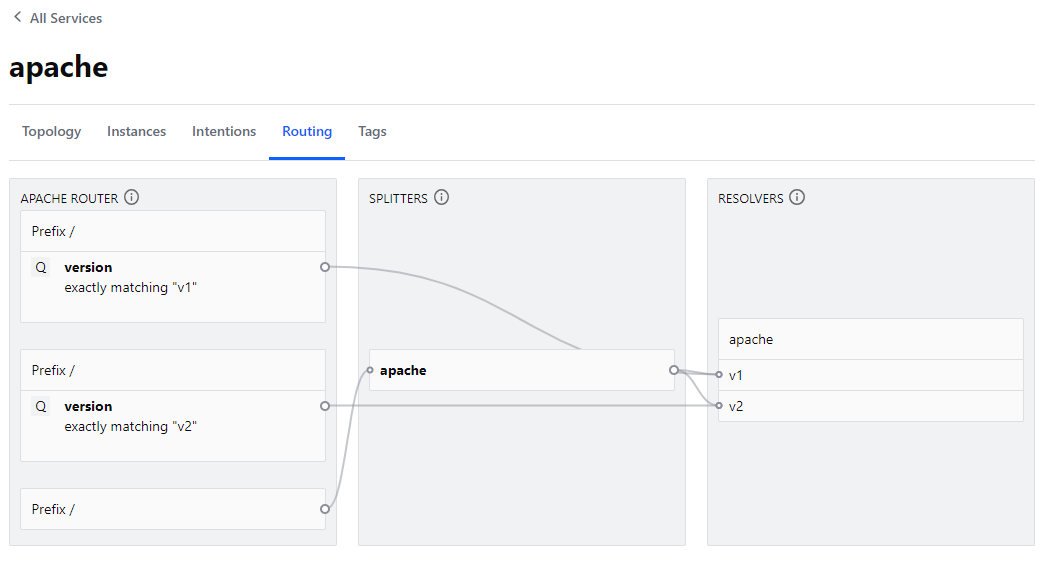 All Services
apache
Topology Instances Intentions Routing Tags
APACHE ROUTER
Prefix /
Q version
exactly matching "v1"
Prefix /
Q version
exactly matching "v2"
Prefix /
SPLITTERS
apache
RESOLVERS
apache
v1
v2